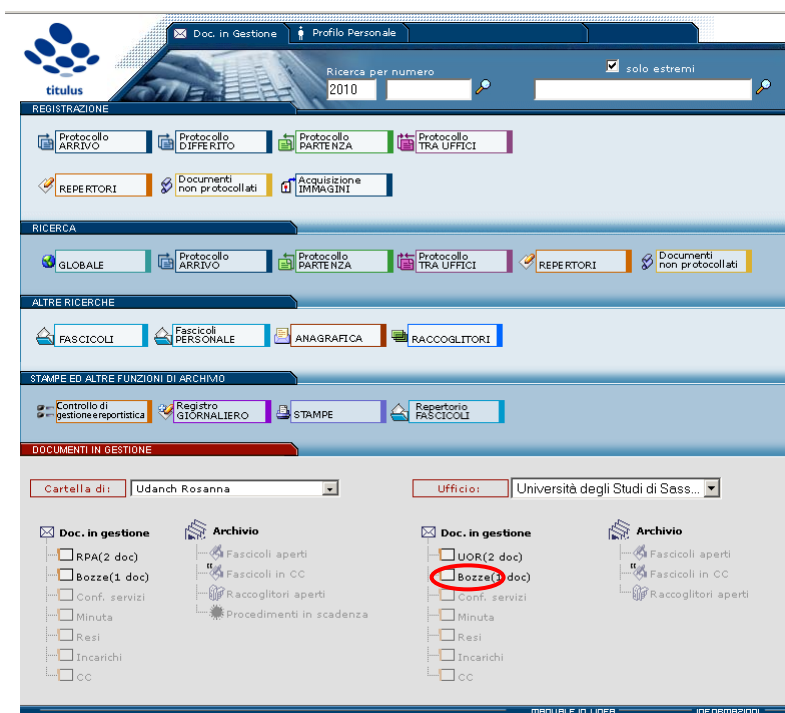 Doc. in Gestione
Profilo Personale
titulus
Ricerca per numero
solo estremi
2010
REGISTRAZIONE
Protocollo ARRIVO
Protocollo DIFFERITO
Protocollo PARTENZA
Protocollo TRA UFFICI
REPERTORI
Documenti non protocollati
Acquisizione IMMAGINI
RICERCA
GLOBALE
Protocollo ARRIVO
Protocollo PARTENZA
Protocollo TRA UFFICI
REPERTORI
Documenti non protocollati
ALTRE RICERCHE
FASCICOLI
Fascicoli PERSONALE
ANAGRAFICA
RACCOGLITORI
STAMPE ED ALTRE FUNZIONI DI ARCHIVIO
Controllo di gestione e reportistica
Registro GIORNALIERO
STAMPE
Repertorio FASCICOLI
DOCUMENTI IN GESTIONE
Cartella di:
Udanch Rosanna
Ufficio:
Università degli Studi di Sass...
Doc. in gestione
RPA(2 doc)
Bozze(1 doc)
Conf. servizi
Minuta
Resi
Incarichi
CC
Archivio
Fascicoli aperti
Fascicoli in CC
Raccoglitori aperti
Procedimenti in scadenza
Doc. in gestione
UOR(2 doc)
Bozze(1 doc)
Conf. servizi
Minuta
Resi
Incarichi
CC
Archivio
Fascicoli aperti
Fascicoli in CC
Raccoglitori aperti